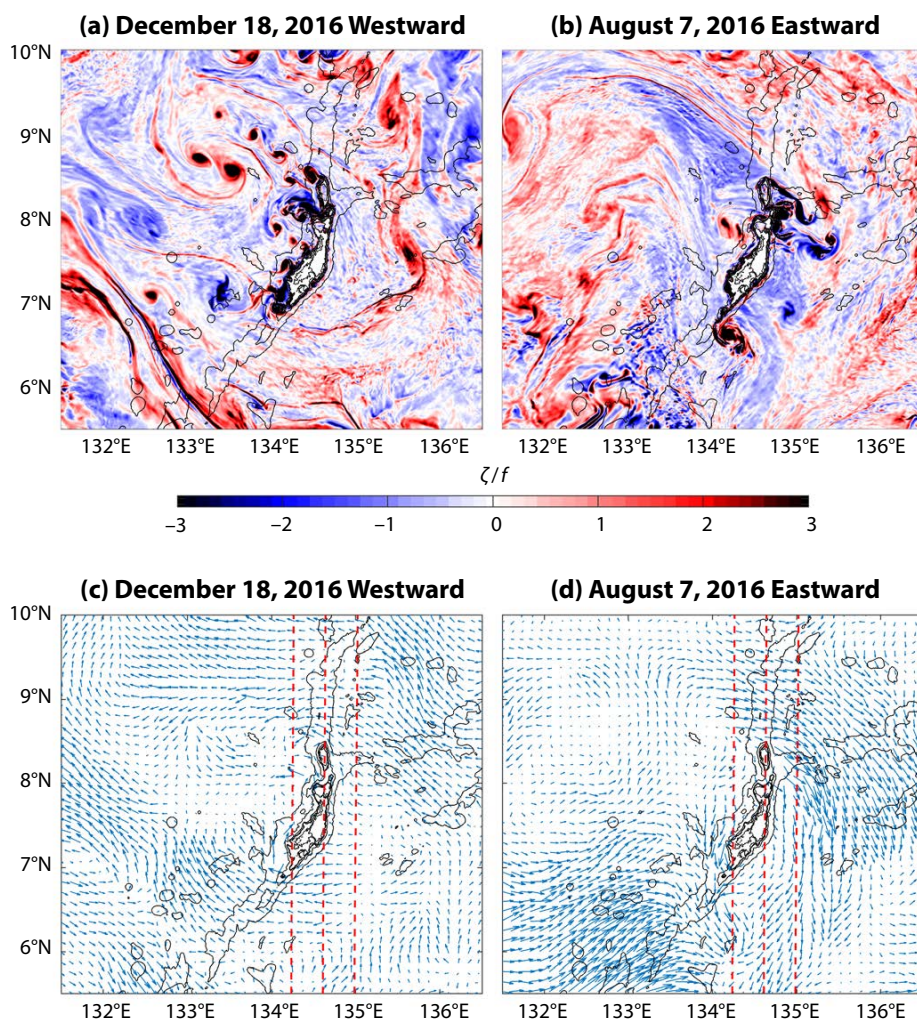 (a) December 18, 2016 Westward
(b) August 7, 2016 Eastward
10°N
9°N
8°N
7°N
6°N
132°E 133°E 134°E 135°E 136°E
132°E 133°E 134°E 135°E 136°E
ζ/f
–3 –2 –1 0 1 2 3
(c) December 18, 2016 Westward
(d) August 7, 2016 Eastward
10°N
9°N
8°N
7°N
6°N
132°E 133°E 134°E 135°E 136°E
132°E 133°E 134°E 135°E 136°E